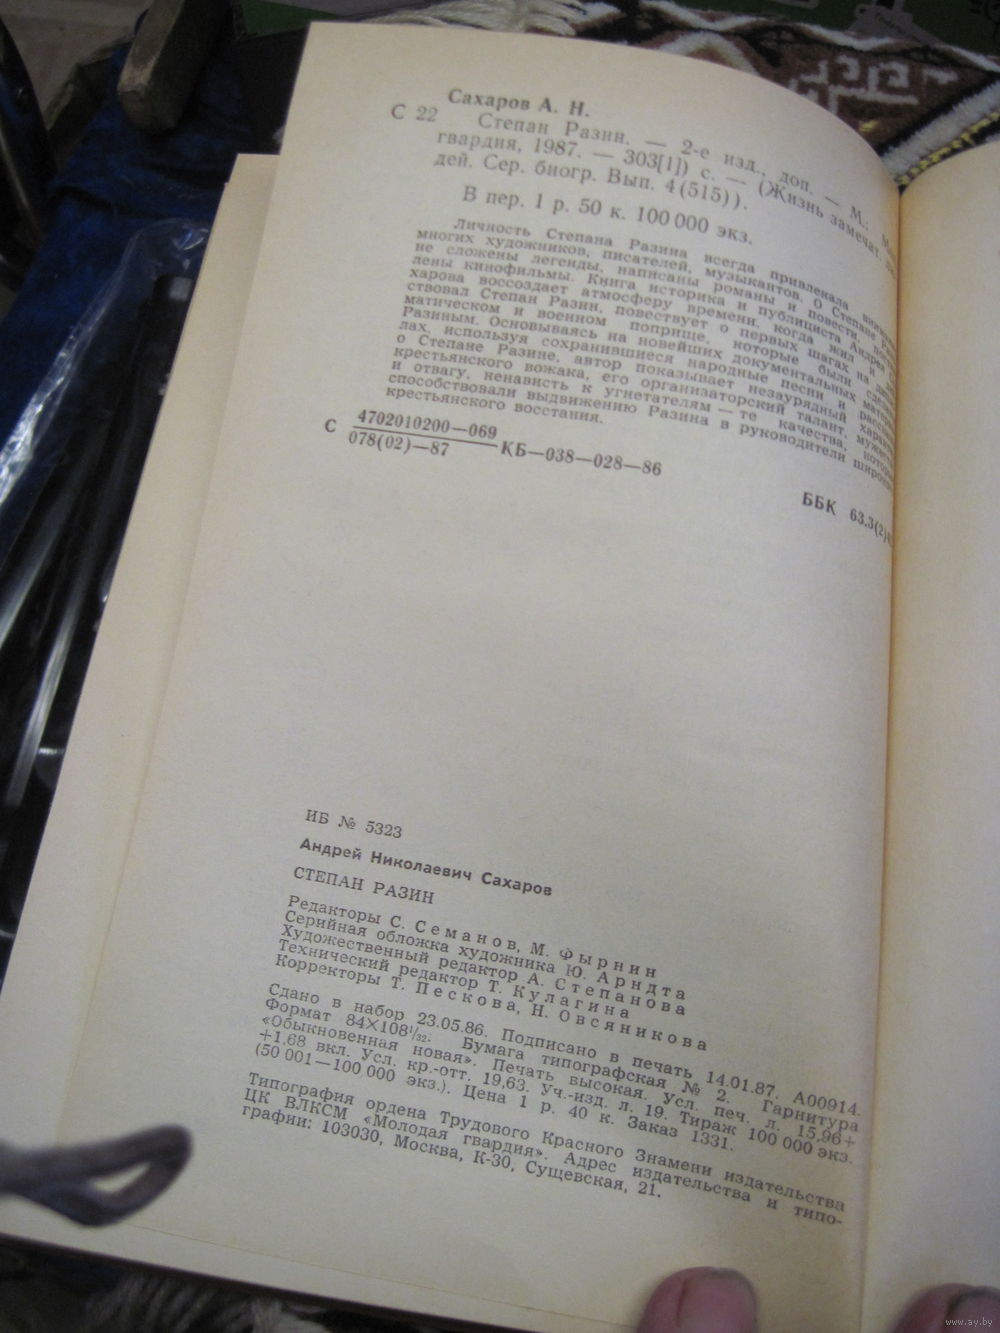 Сахаров А. Н.
С 22 Степан Разин. — 2-е изд., доп. — М.:
гвардия, 1987. — 303[1]) с. — (Жизнь замечат.
дей. Сер. биогр. Вып. 4(515)).
В пер. 1 р. 50 к. 100 000 экз.
Личность Степана Разина всегда привлекала
многих художников, писателей, музыкантов. О Степане
не сложены легенды, написаны романы и повести,
лены кинофильмы. Книга историка и публициста Андрея
харова воссоздает атмосферу времени, когда жил и
ствовал Степан Разин, повествует о первых шагах на
матическом и военном поприще, которые были
Разиным. Основываясь на новейших документальных
лах, используя сохранившиеся народные песни и
о Степане Разине, автор показывает незаурядный
крестьянского вожака, его организаторский талант,
и отвагу, ненависть к угнетателям — те качества,
способствовали выдвижению Разина в руководители
крестьянского восстания.
С 4702010200—069
078(02)—87 КБ—038—028—86
ББК 63.3(2)
ИБ № 5323
Андрей Николаевич Сахаров
СТЕПАН РАЗИН
Редакторы С. Семанов, М. Фырнин
Серийная обложка художника Ю. Арндта
Художественный редактор А. Степанова
Технический редактор Т. Кулагина
Корректоры Т. Пескова, Н. Овсяникова
Сдано в набор 23.05.86. Подписано в печать 14.01.87. А00914.
Формат 84×108¹/₃₂. Бумага типографская № 2. Гарнитура
«Обыкновенная новая». Печать высокая. Усл. печ. л. 15,96+
+1,68 вкл. Усл. кр.-отт. 19,63. Уч.-изд. л. 19. Тираж 100 000 экз.
(50 001—100 000 экз.). Цена 1 р. 40 к. Заказ 1331.
Типография ордена Трудового Красного Знамени издательства
ЦК ВЛКСМ «Молодая гвардия». Адрес издательства и типо-
графии: 103030, Москва, К-30, Сущевская, 21.
www.ay.by